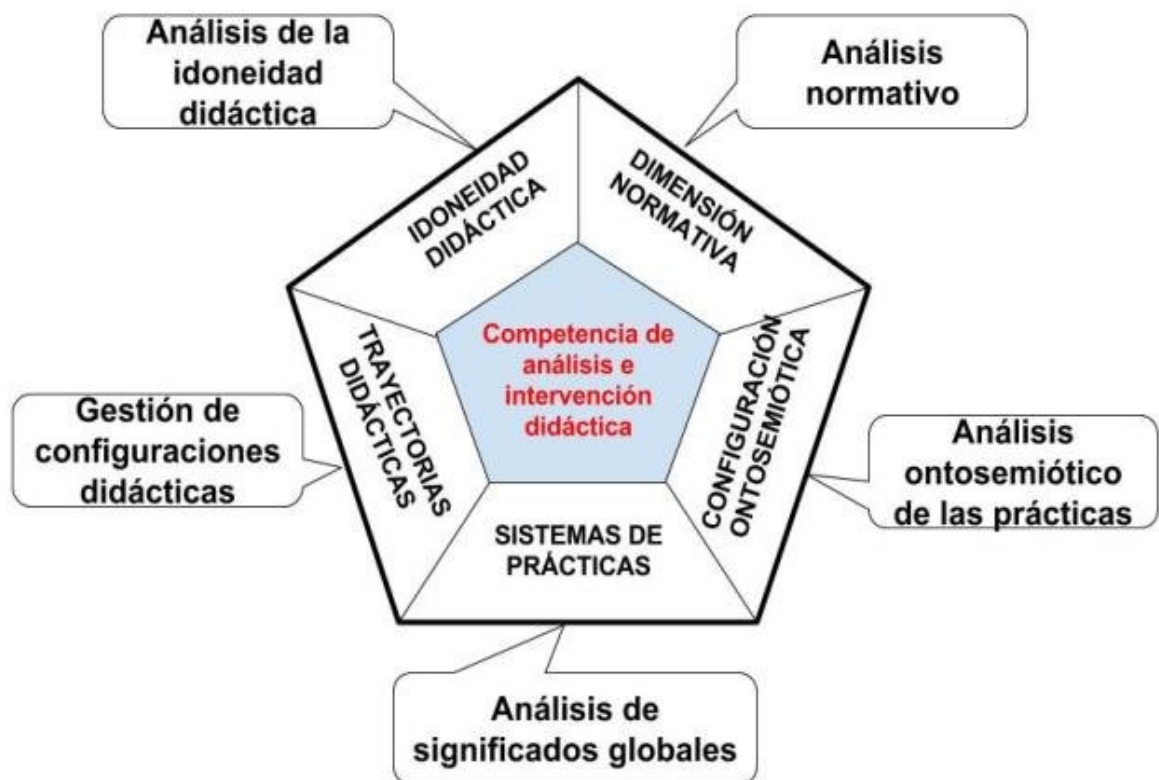 Análisis de la
idoneidad
didáctica
Análisis
normativo
IDONEIDAD
DIDÁCTICA
DIMENSIÓN
NORMATIVA
Competencia de
análisis e
intervención
didáctica
TRAYECTORIAS
DIDÁCTICAS
CONFIGURACIÓN
ONTOSEMIÓTICA
Gestión de
configuraciones
didácticas
Análisis
ontosemiótico
de las prácticas
SISTEMAS DE
PRÁCTICAS
Análisis de
significados globales